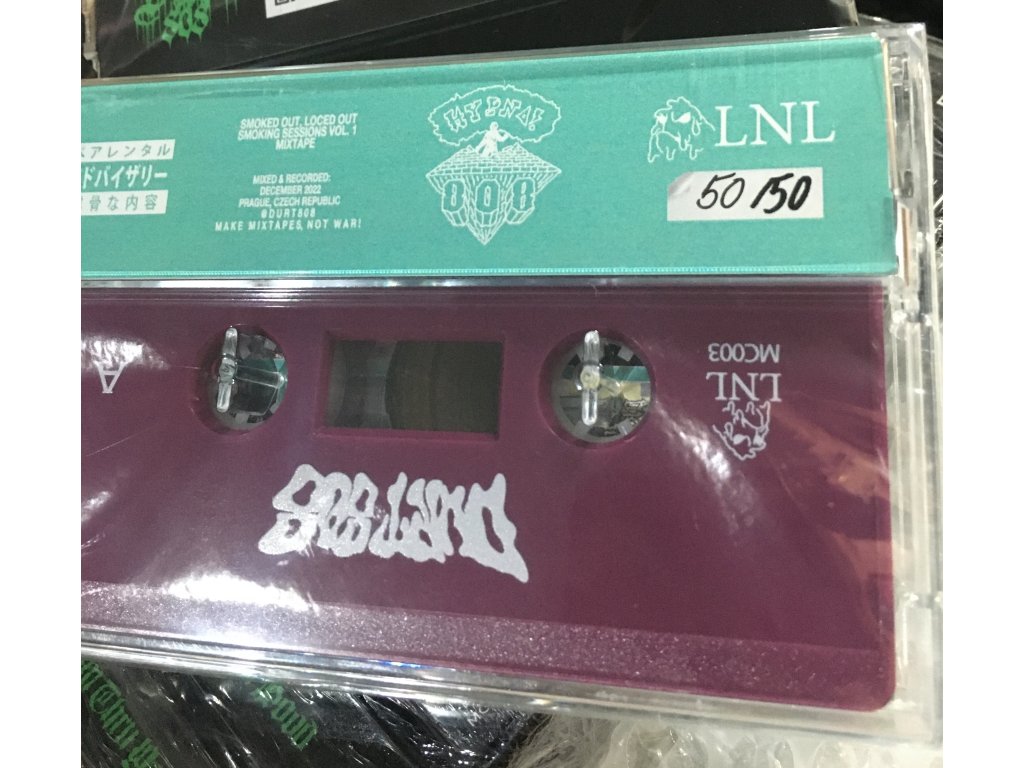 SMOKED OUT, LOCED OUT
SMOKING SESSIONS VOL. 1
MIXTAPE
MIXED & RECORDED:
DECEMBER 2022
PRAGUE, CZECH REPUBLIC
@DURT808
MAKE MIXTAPES, NOT WAR!
アレンタル
ドバイザリー
骨な内容
HYPNOT
808
LNL
50/150
A
MC003
LNL
DURT808